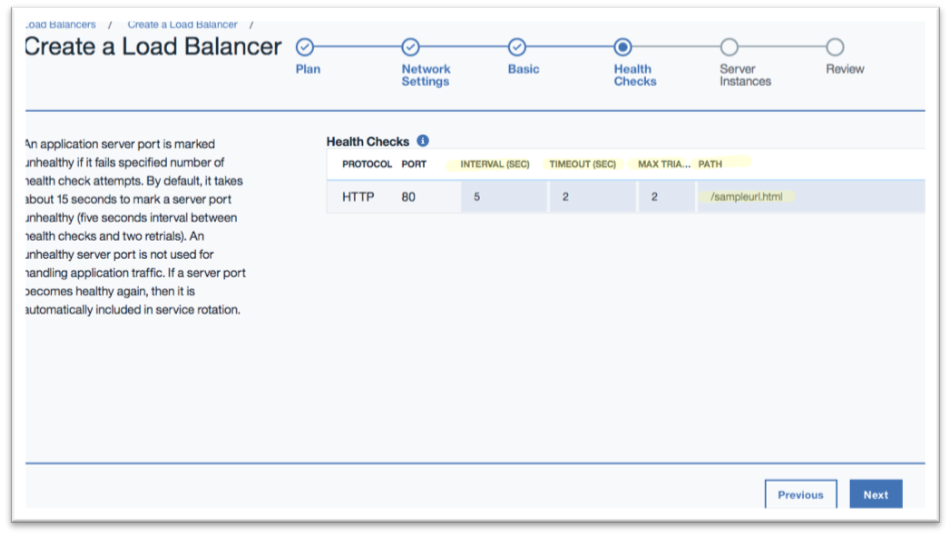 Load Balancers / Create a Load Balancer /
Create a Load Balancer
Plan
Network
Settings
Basic
Health
Checks
Server
Instances
Review
An application server port is marked
unhealthy if it fails specified number of
health check attempts. By default, it takes
about 15 seconds to mark a server port
unhealthy (five seconds interval between
health checks and two retrials). An
unhealthy server port is not used for
handling application traffic. If a server port
becomes healthy again, then it is
automatically included in service rotation.
Health Checks i
PROTOCOL PORT INTERVAL (SEC) TIMEOUT (SEC) MAX TRIA... PATH
HTTP 80 5 2 2 /sampleurl.html
Previous Next